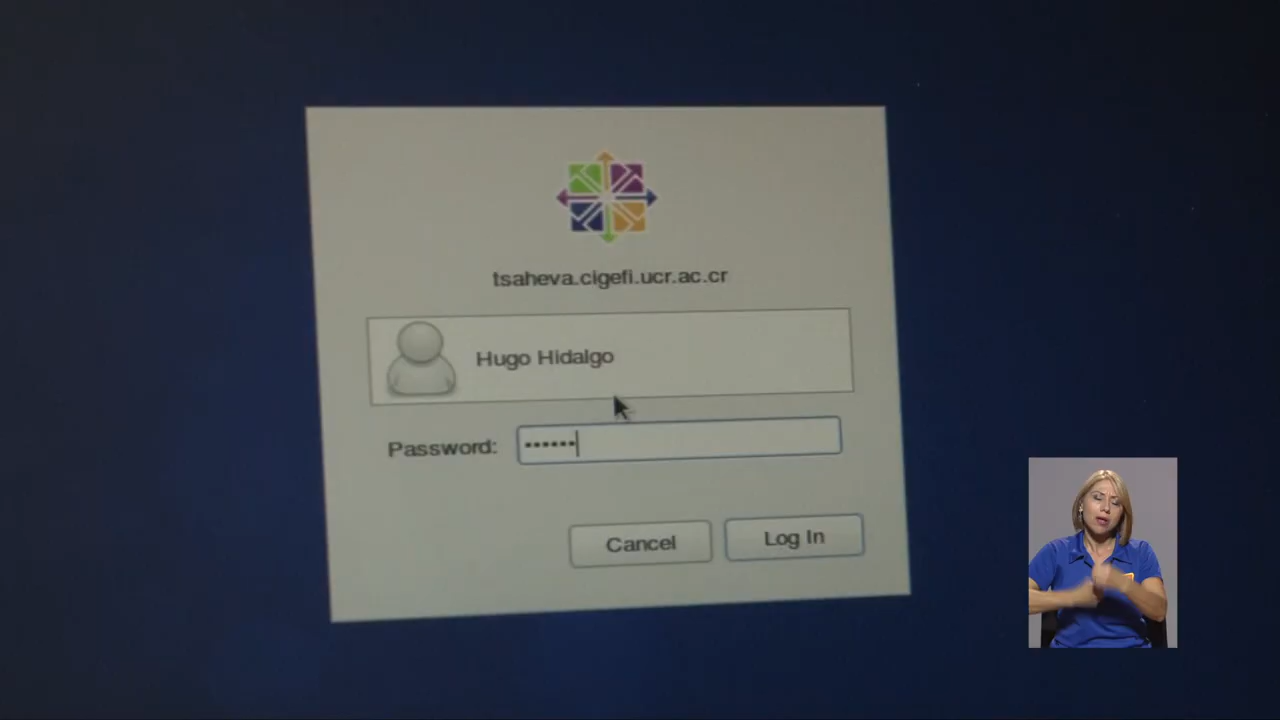 tsaheva.cigefi.ucr.ac.cr
Hugo Hidalgo
Password: ••••••
Cancel
Log In